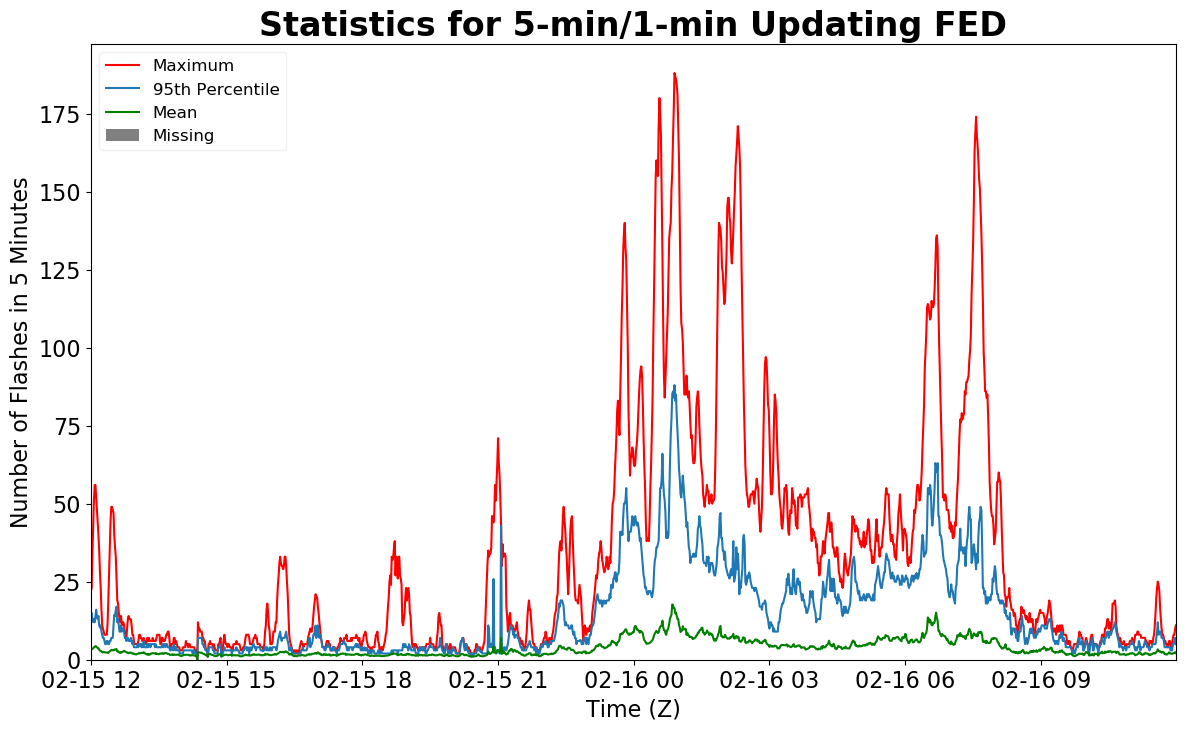 Statistics for 5-min/1-min Updating FED
Maximum
95th Percentile
Mean
Missing
Number of Flashes in 5 Minutes
175
150
125
100
75
50
25
0
02-15 12
02-15 15
02-15 18
02-15 21
02-16 00
02-16 03
02-16 06
02-16 09
Time (Z)